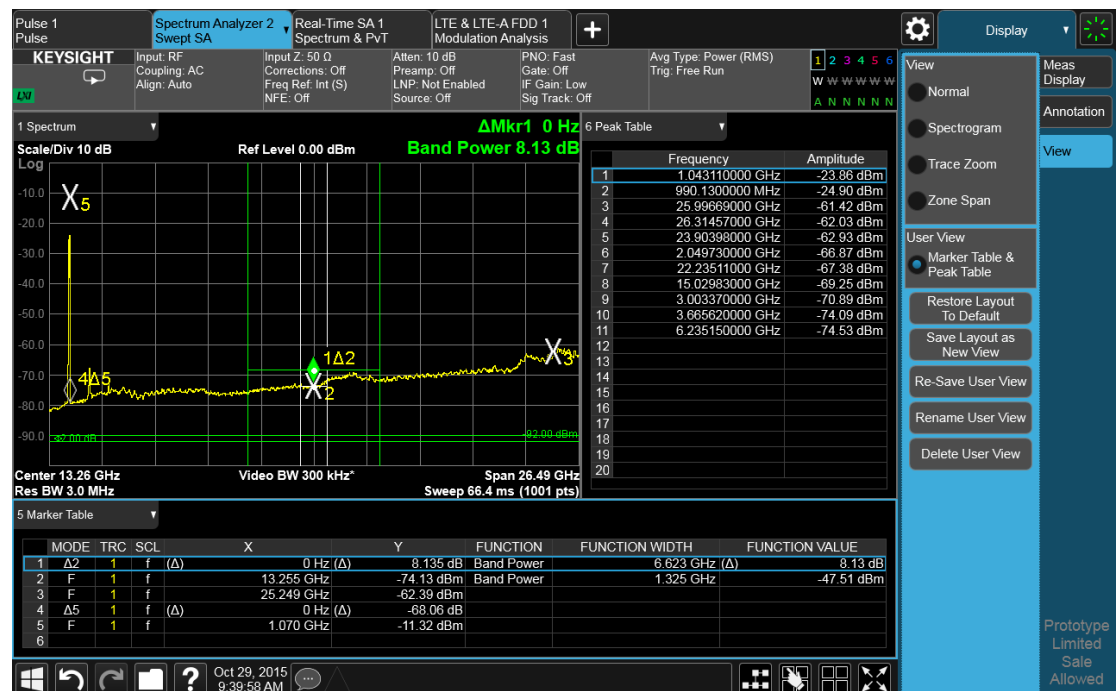 Pulse 1
Pulse
Spectrum Analyzer 2
Swept SA
Real-Time SA 1
Spectrum & PvT
LTE & LTE-A FDD 1
Modulation Analysis
Display
KEYSIGHT
LXI
Input: RF
Coupling: AC
Align: Auto
Input Z: 50 Ω
Corrections: Off
Freq Ref: Int (S)
NFE: Off
Atten: 10 dB
Preamp: Off
LNP: Not Enabled
Source: Off
PNO: Fast
Gate: Off
IF Gain: Low
Sig Track: Off
Avg Type: Power (RMS)
Trig: Free Run
1 2 3 4 5 6
W W W W W W
A N N N N N
1 Spectrum
ΔMkr1 0 Hz
Scale/Div 10 dB
Ref Level 0.00 dBm
Band Power 8.13 dB
Log
-10.0
-20.0
-30.0
-40.0
-50.0
-60.0
-70.0
-80.0
-90.0
5
4Δ5
1Δ2
2
3
-92.00 dBm
Center 13.26 GHz
Video BW 300 kHz*
Span 26.49 GHz
Res BW 3.0 MHz
Sweep 66.4 ms (1001 pts)
6 Peak Table
Frequency Amplitude
1 1.043110000 GHz -23.86 dBm
2 990.1300000 MHz -24.90 dBm
3 25.99669000 GHz -61.42 dBm
4 26.31457000 GHz -62.03 dBm
5 23.90398000 GHz -62.93 dBm
6 2.049730000 GHz -66.87 dBm
7 22.23511000 GHz -67.38 dBm
8 15.02983000 GHz -69.25 dBm
9 3.003370000 GHz -70.89 dBm
10 3.665620000 GHz -74.09 dBm
11 6.235150000 GHz -74.53 dBm
12
13
14
15
16
17
18
19
20
5 Marker Table
MODE TRC SCL X Y FUNCTION FUNCTION WIDTH FUNCTION VALUE
1 Δ2 1 f (Δ) 0 Hz (Δ) 8.135 dB Band Power 6.623 GHz (Δ) 8.13 dB
2 F 1 f 13.255 GHz -74.13 dBm Band Power 1.325 GHz -47.51 dBm
3 F 1 f 25.249 GHz -62.39 dBm
4 Δ5 1 f (Δ) 0 Hz (Δ) -68.06 dB
5 F 1 f 1.070 GHz -11.32 dBm
6
View
Normal
Spectrogram
Trace Zoom
Zone Span
User View
Marker Table &
Peak Table
Restore Layout
To Default
Save Layout as
New View
Re-Save User View
Rename User View
Delete User View
Meas
Display
Annotation
View
Prototype
Limited
Sale
Allowed
?
Oct 29, 2015
9:39:58 AM